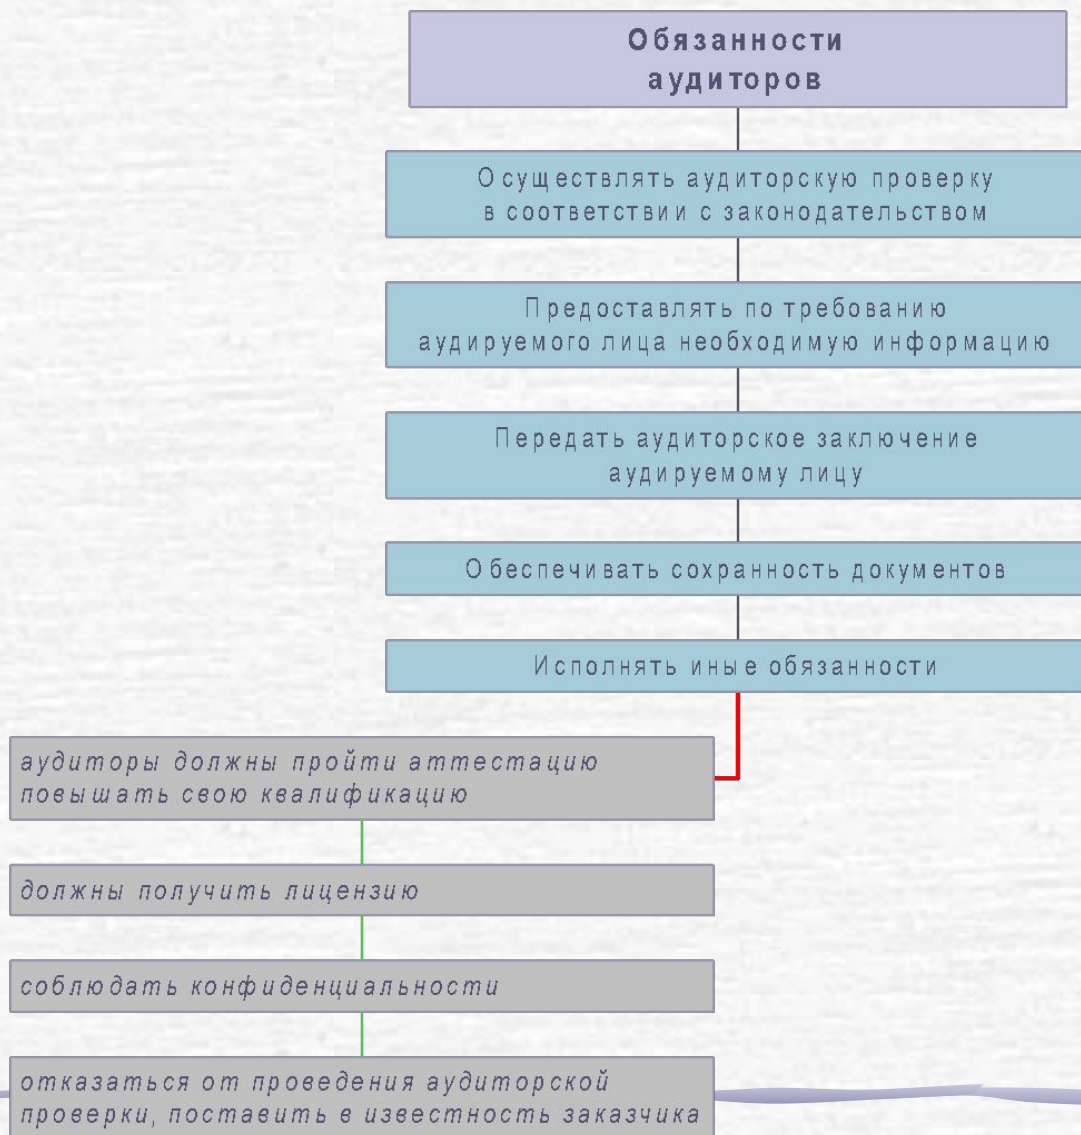 Обязанности
аудиторов
Осуществлять аудиторскую проверку
в соответствии с законодательством
Предоставлять по требованию
аудируемого лица необходимую информацию
Передать аудиторское заключение
аудируемому лицу
Обеспечивать сохранность документов
Исполнять иные обязанности
аудиторы должны пройти аттестацию
повышать свою квалификацию
должны получить лицензию
соблюдать конфиденциальности
отказаться от проведения аудиторской
проверки, поставить в известность заказчика